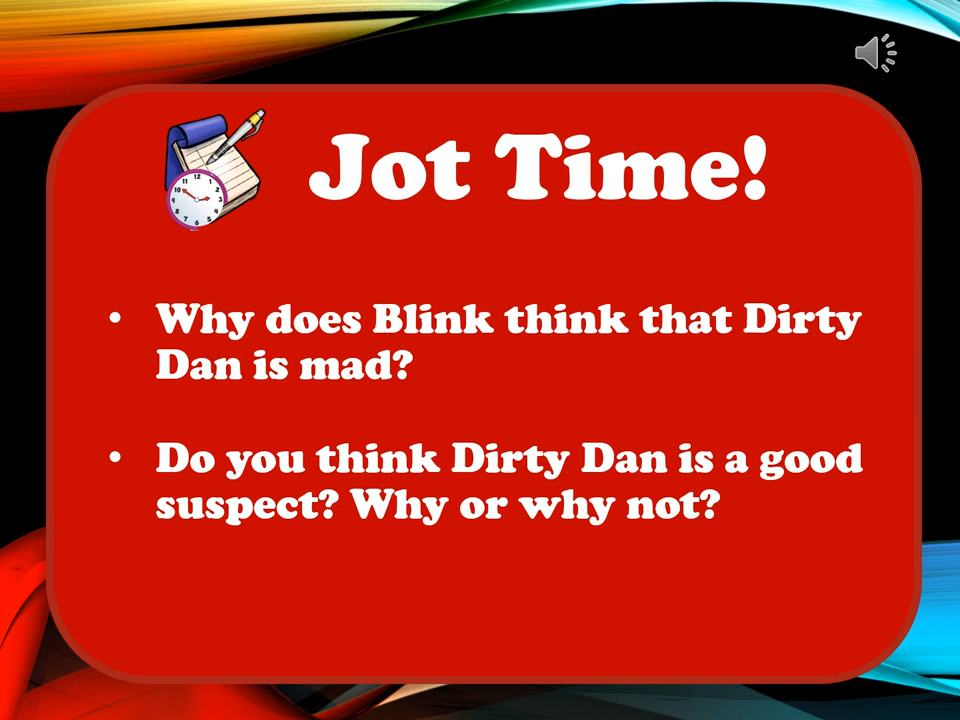 Jot Time!
• Why does Blink think that Dirty
Dan is mad?
• Do you think Dirty Dan is a good
suspect? Why or why not?